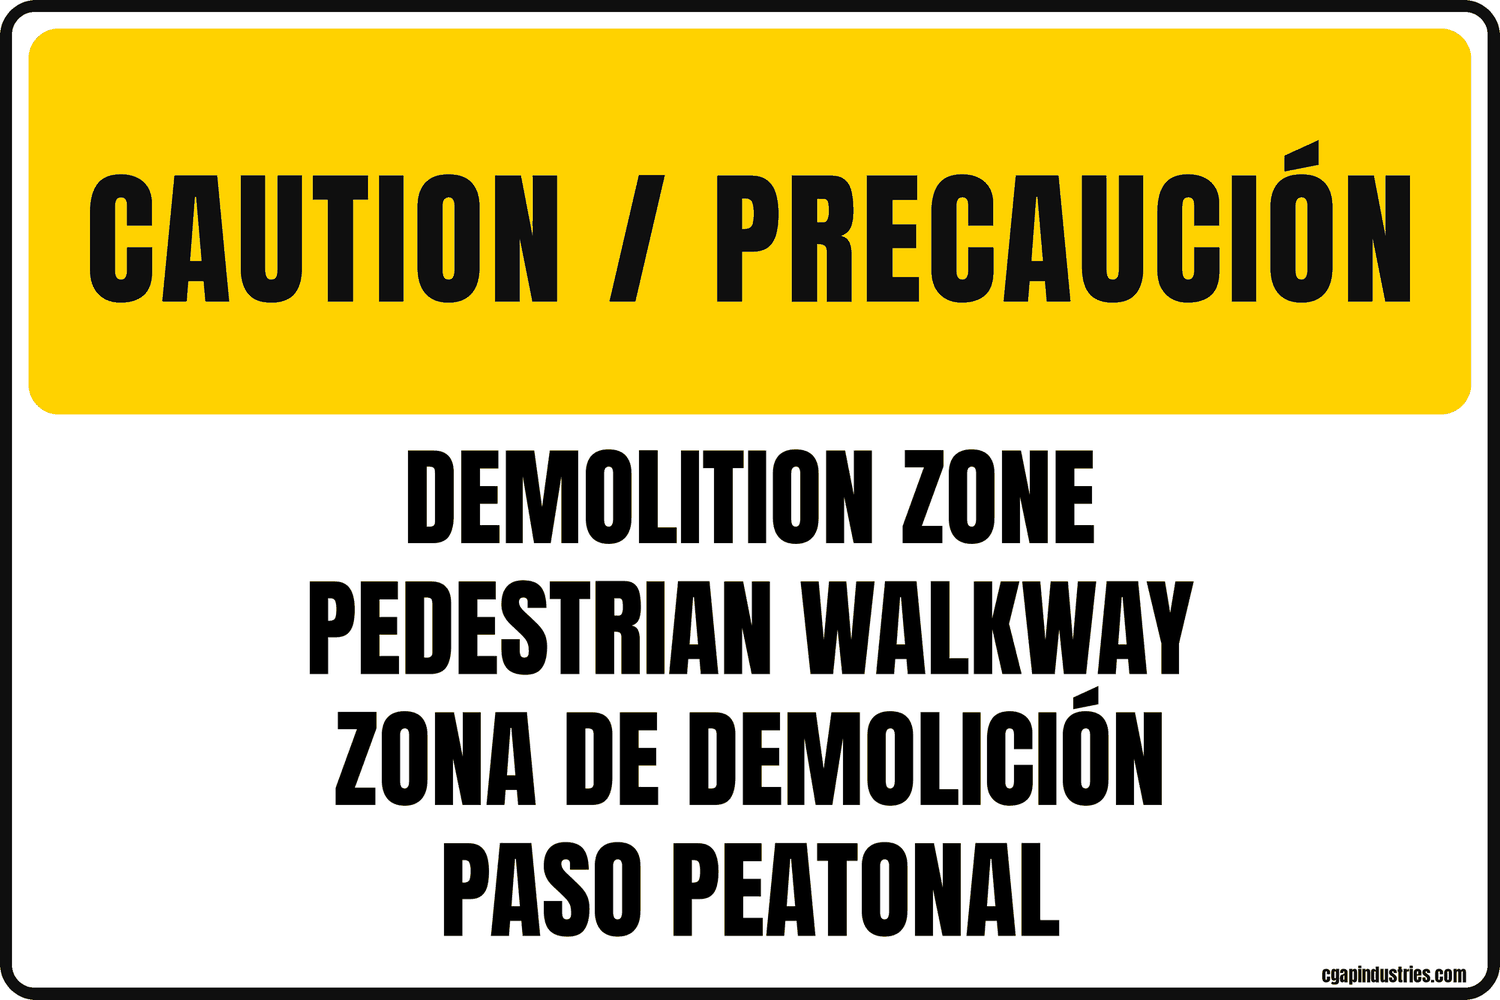 CAUTION / PRECAUCIÓN
DEMOLITION ZONE
PEDESTRIAN WALKWAY
ZONA DE DEMOLICIÓN
PASO PEATONAL
cgapindustries.com